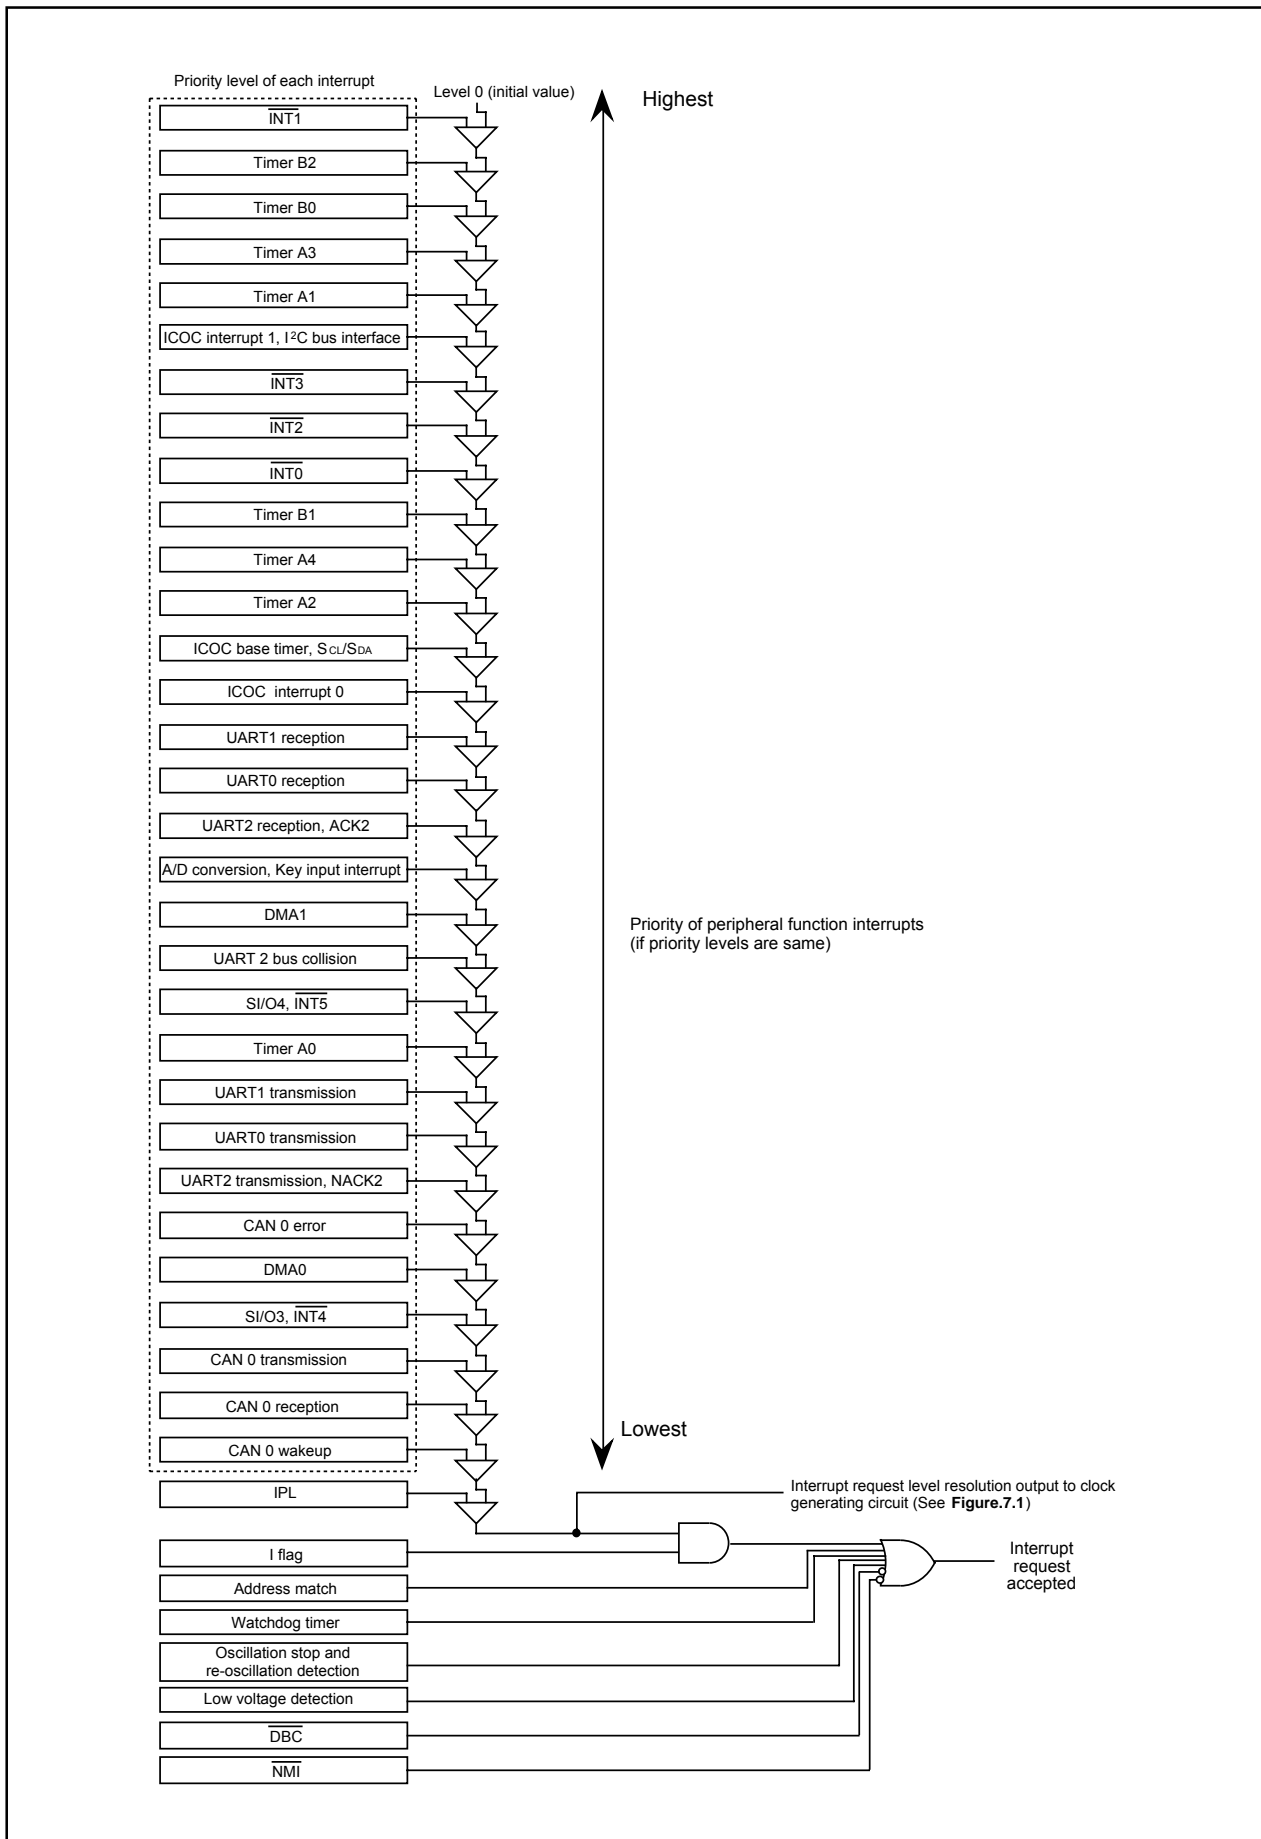 Priority level of each interrupt
Level 0 (initial value)
Highest
INT1
Timer B2
Timer B0
Timer A3
Timer A1
ICOC interrupt 1, I²C bus interface
INT3
INT2
INT0
Timer B1
Timer A4
Timer A2
ICOC base timer, SCL/SDA
ICOC interrupt 0
UART1 reception
UART0 reception
UART2 reception, ACK2
A/D conversion, Key input interrupt
DMA1
Priority of peripheral function interrupts
(if priority levels are same)
UART 2 bus collision
SI/O4, INT5
Timer A0
UART1 transmission
UART0 transmission
UART2 transmission, NACK2
CAN 0 error
DMA0
SI/O3, INT4
CAN 0 transmission
CAN 0 reception
Lowest
CAN 0 wakeup
IPL
Interrupt request level resolution output to clock
generating circuit (See Figure.7.1)
I flag
Interrupt
request
accepted
Address match
Watchdog timer
Oscillation stop and
re-oscillation detection
Low voltage detection
DBC
NMI